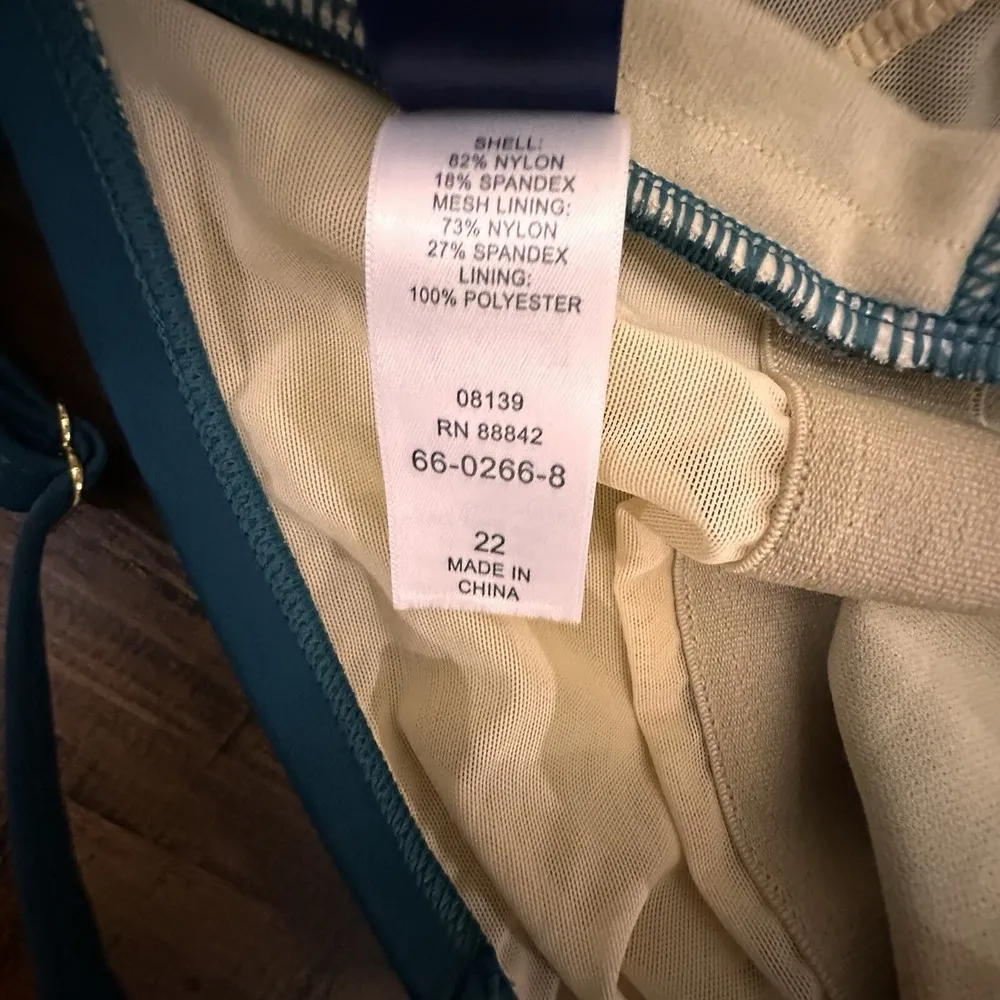 SHELL:
82% NYLON
18% SPANDEX
MESH LINING:
73% NYLON
27% SPANDEX
LINING:
100% POLYESTER
08139
RN 88842
66-0266-8
22
MADE IN
CHINA